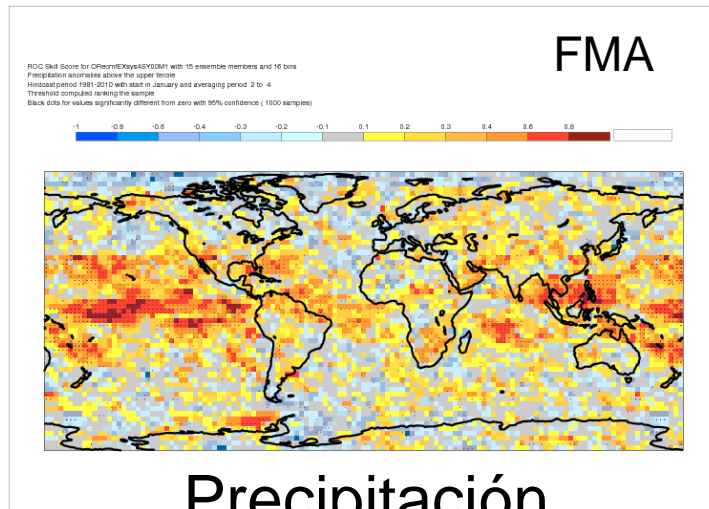 FMA
ROC Skill Score for ORecmfEXsys4SY00M1 with 15 ensemble members and 16 bins
Precipitation anomalies above the upper tercile
Hindcast period 1981-2010 with start in January and averaging period 2 to 4
Threshold computed ranking the sample
Black dots for values significantly different from zero with 95% confidence ( 1000 samples)
-1 -0.8 -0.6 -0.4 -0.3 -0.2 -0.1 0.1 0.2 0.3 0.4 0.6 0.8
Precipitación